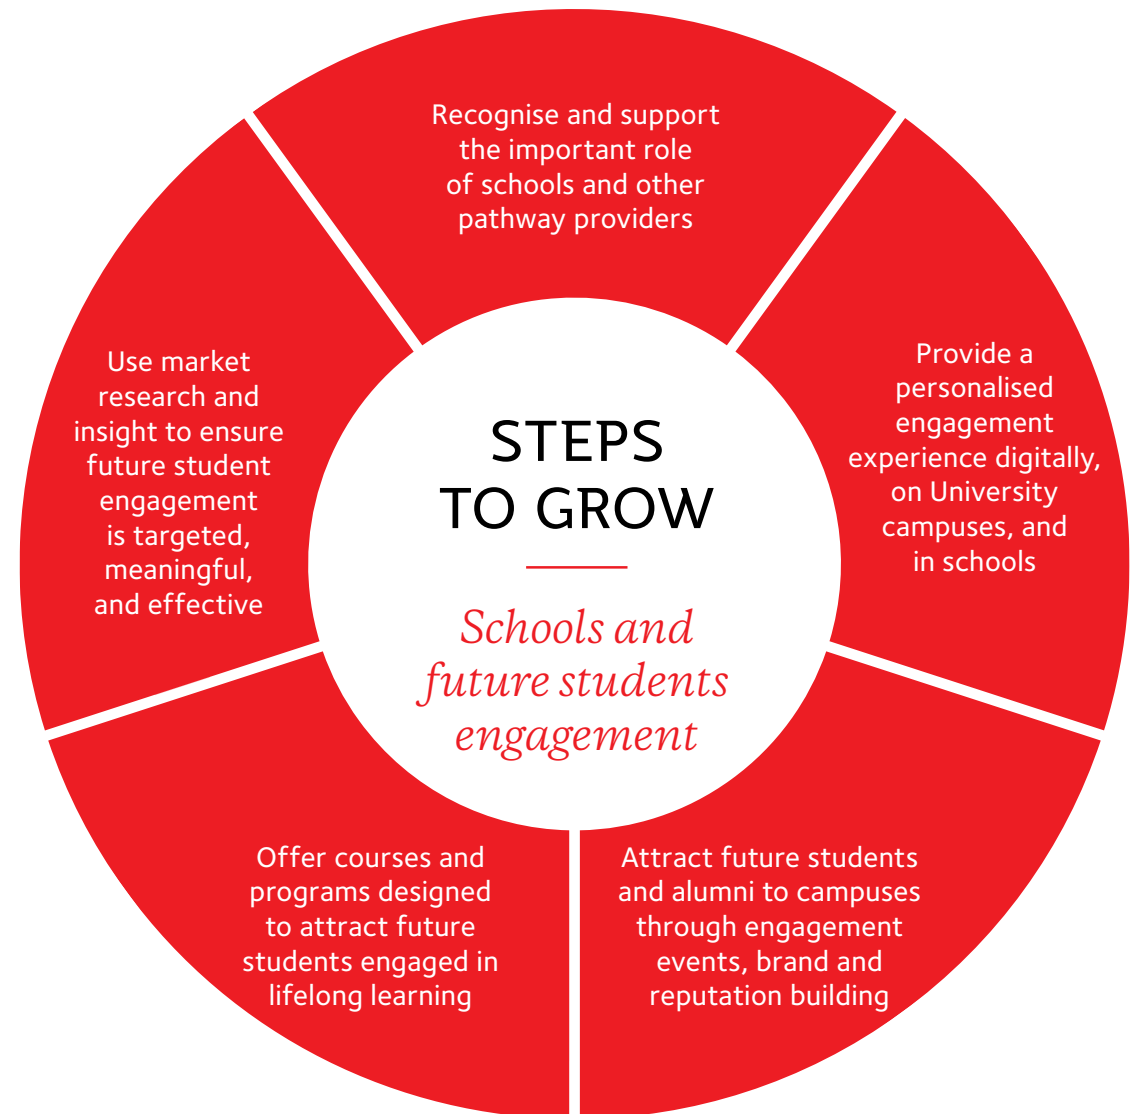 Recognise and support
the important role
of schools and other
pathway providers
Provide a
personalised
engagement
experience digitally,
on University
campuses, and
in schools
Attract future students
and alumni to campuses
through engagement
events, brand and
reputation building
Offer courses and
programs designed
to attract future
students engaged in
lifelong learning
Use market
research and
insight to ensure
future student
engagement
is targeted,
meaningful,
and effective
STEPS
TO GROW
Schools and
future students
engagement